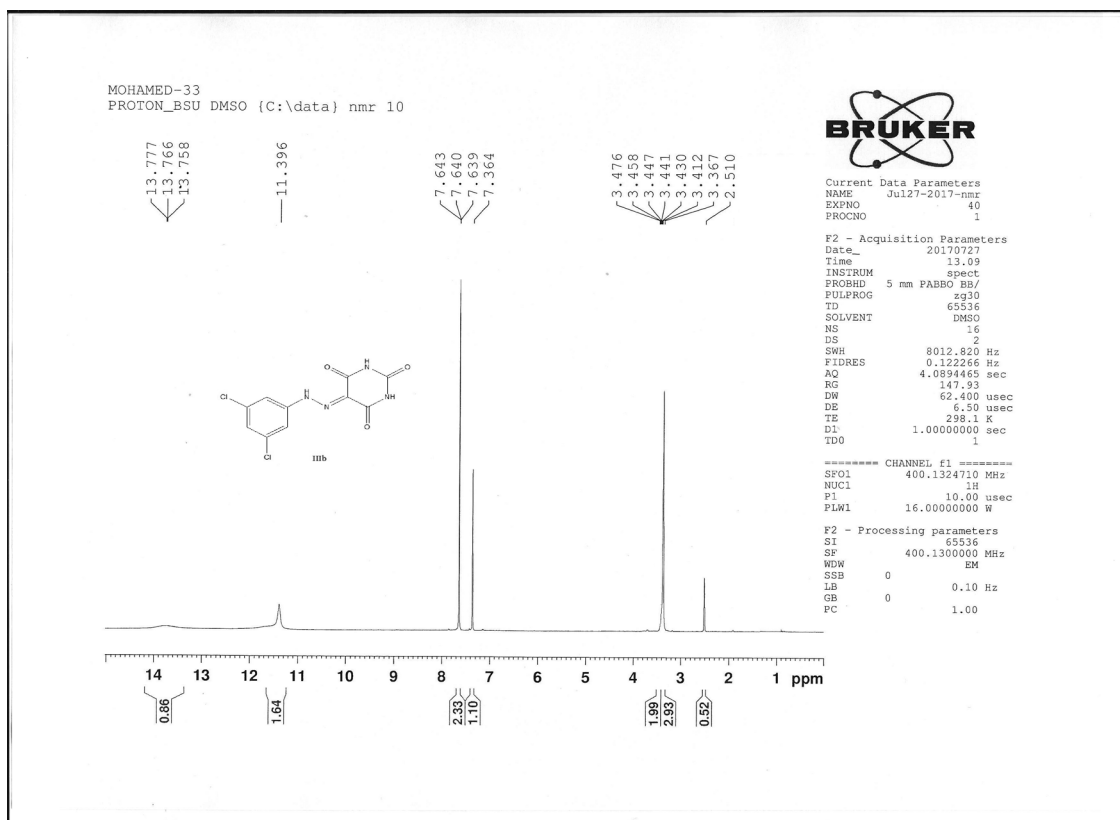 MOHAMED-33
PROTON_BSU DMSO {C:\data} nmr 10
13.777
13.766
13.758
11.396
7.643
7.640
7.639
7.364
3.476
3.458
3.447
3.441
3.430
3.412
3.367
2.510
BRUKER
Current Data Parameters
NAME Jul27-2017-nmr
EXPNO 40
PROCNO 1
F2 - Acquisition Parameters
Date_ 20170727
Time 13.09
INSTRUM spect
PROBHD 5 mm PABBO BB/
PULPROG zg30
TD 65536
SOLVENT DMSO
NS 16
DS 2
SWH 8012.820 Hz
FIDRES 0.122266 Hz
AQ 4.0894465 sec
RG 147.93
DW 62.400 usec
DE 6.50 usec
TE 298.1 K
D1 1.00000000 sec
TD0 1
======== CHANNEL f1 ========
SFO1 400.1324710 MHz
NUC1 1H
P1 10.00 usec
PLW1 16.00000000 W
F2 - Processing parameters
SI 65536
SF 400.1300000 MHz
WDW EM
SSB 0
LB 0.10 Hz
GB 0
PC 1.00
H
O
N
O
H
N
Cl
N
NH
O
Cl
IIIb
14 13 12 11 10 9 8 7 6 5 4 3 2 1 ppm
0.86
1.64
2.33
1.10
1.99
2.93
0.52